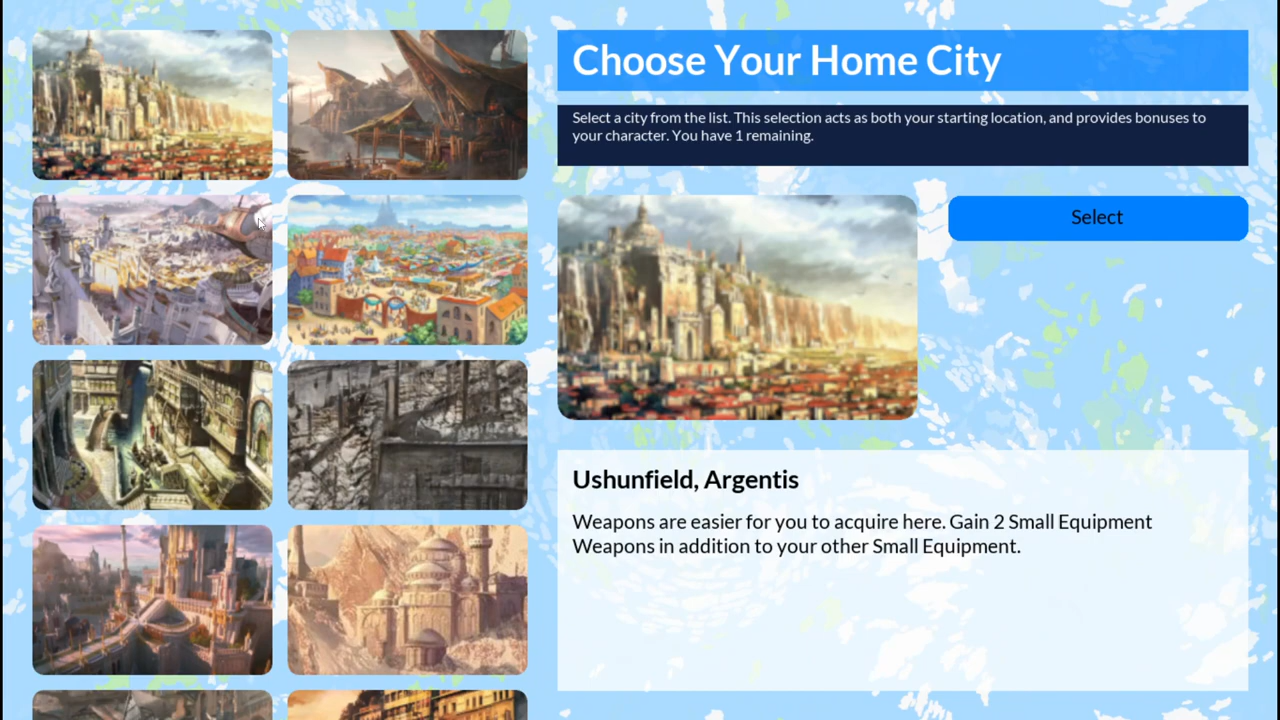 Choose Your Home City
Select a city from the list. This selection acts as both your starting location, and provides bonuses to
your character. You have 1 remaining.
Select
Ushunfield, Argentis
Weapons are easier for you to acquire here. Gain 2 Small Equipment
Weapons in addition to your other Small Equipment.